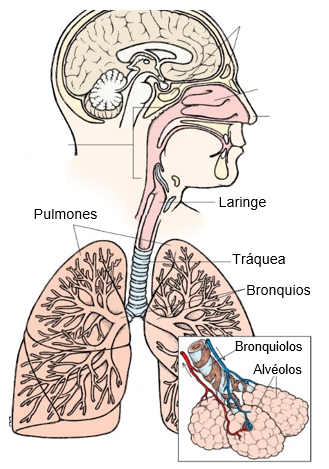 Laringe
Pulmones
Tráquea
Bronquios
Bronquiolos
Alvéolos